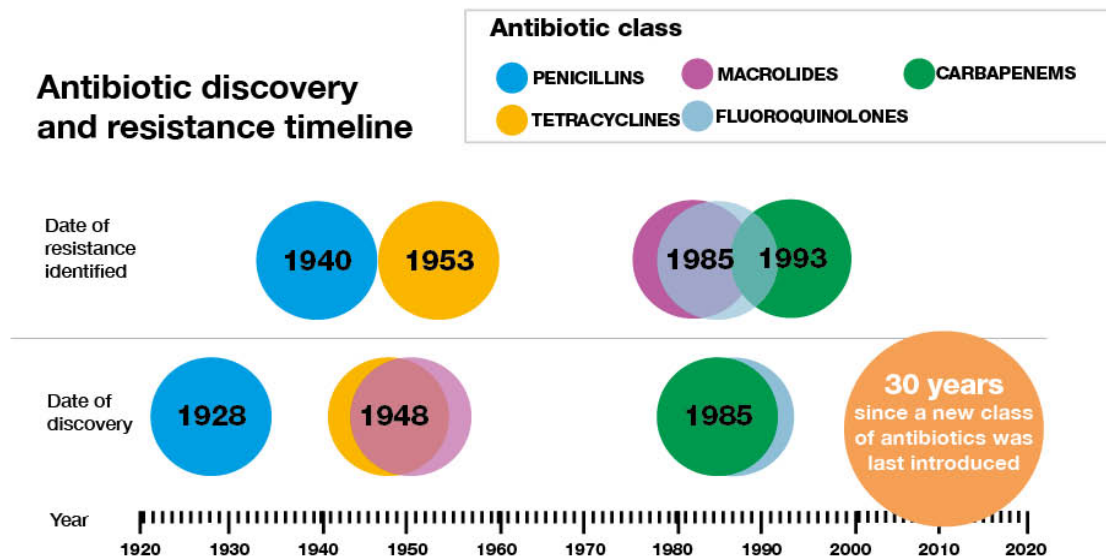 Antibiotic discovery
and resistance timeline
Antibiotic class
PENICILLINS
MACROLIDES
CARBAPENEMS
TETRACYCLINES
FLUOROQUINOLONES
Date of
resistance
identified
1940
1953
1985
1993
Date of
discovery
1928
1948
1985
30 years
since a new class
of antibiotics was
last introduced
Year
1920 1930 1940 1950 1960 1970 1980 1990 2000 2010 2020